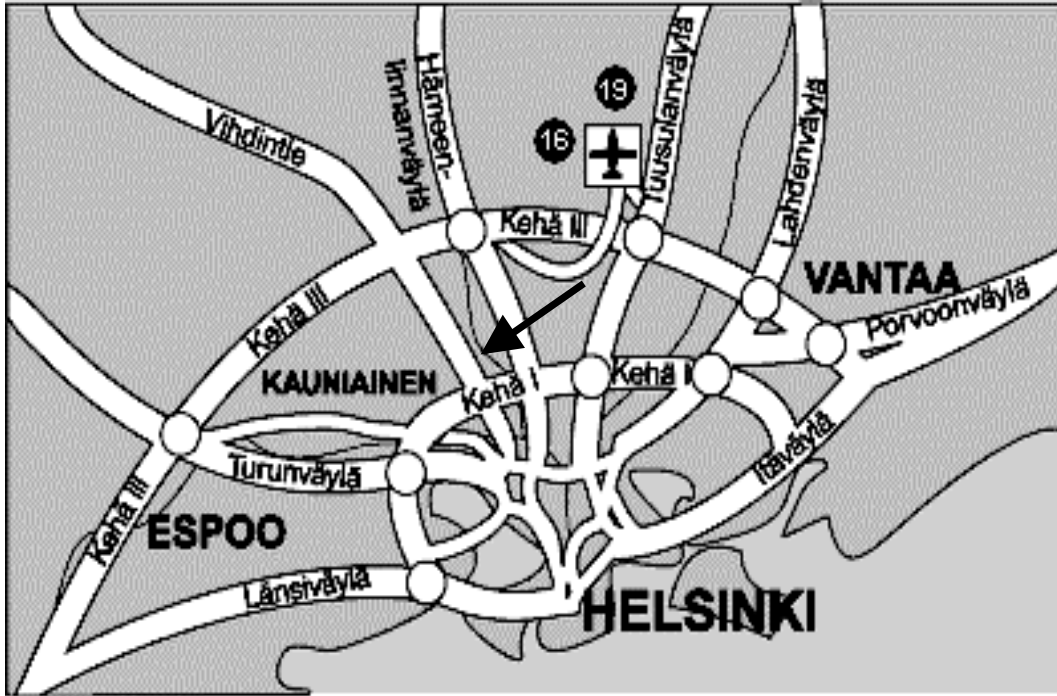 Vihdintie
Hämeen-
linnanväylä
19
16
Tuusulanväylä
Lahdenväylä
Kehä III
VANTAA
Porvoonväylä
Kehä III
KAUNIAINEN
Kehä I
Kehä I
Itäväylä
Turunväylä
Kehä III
ESPOO
Länsiväylä
HELSINKI